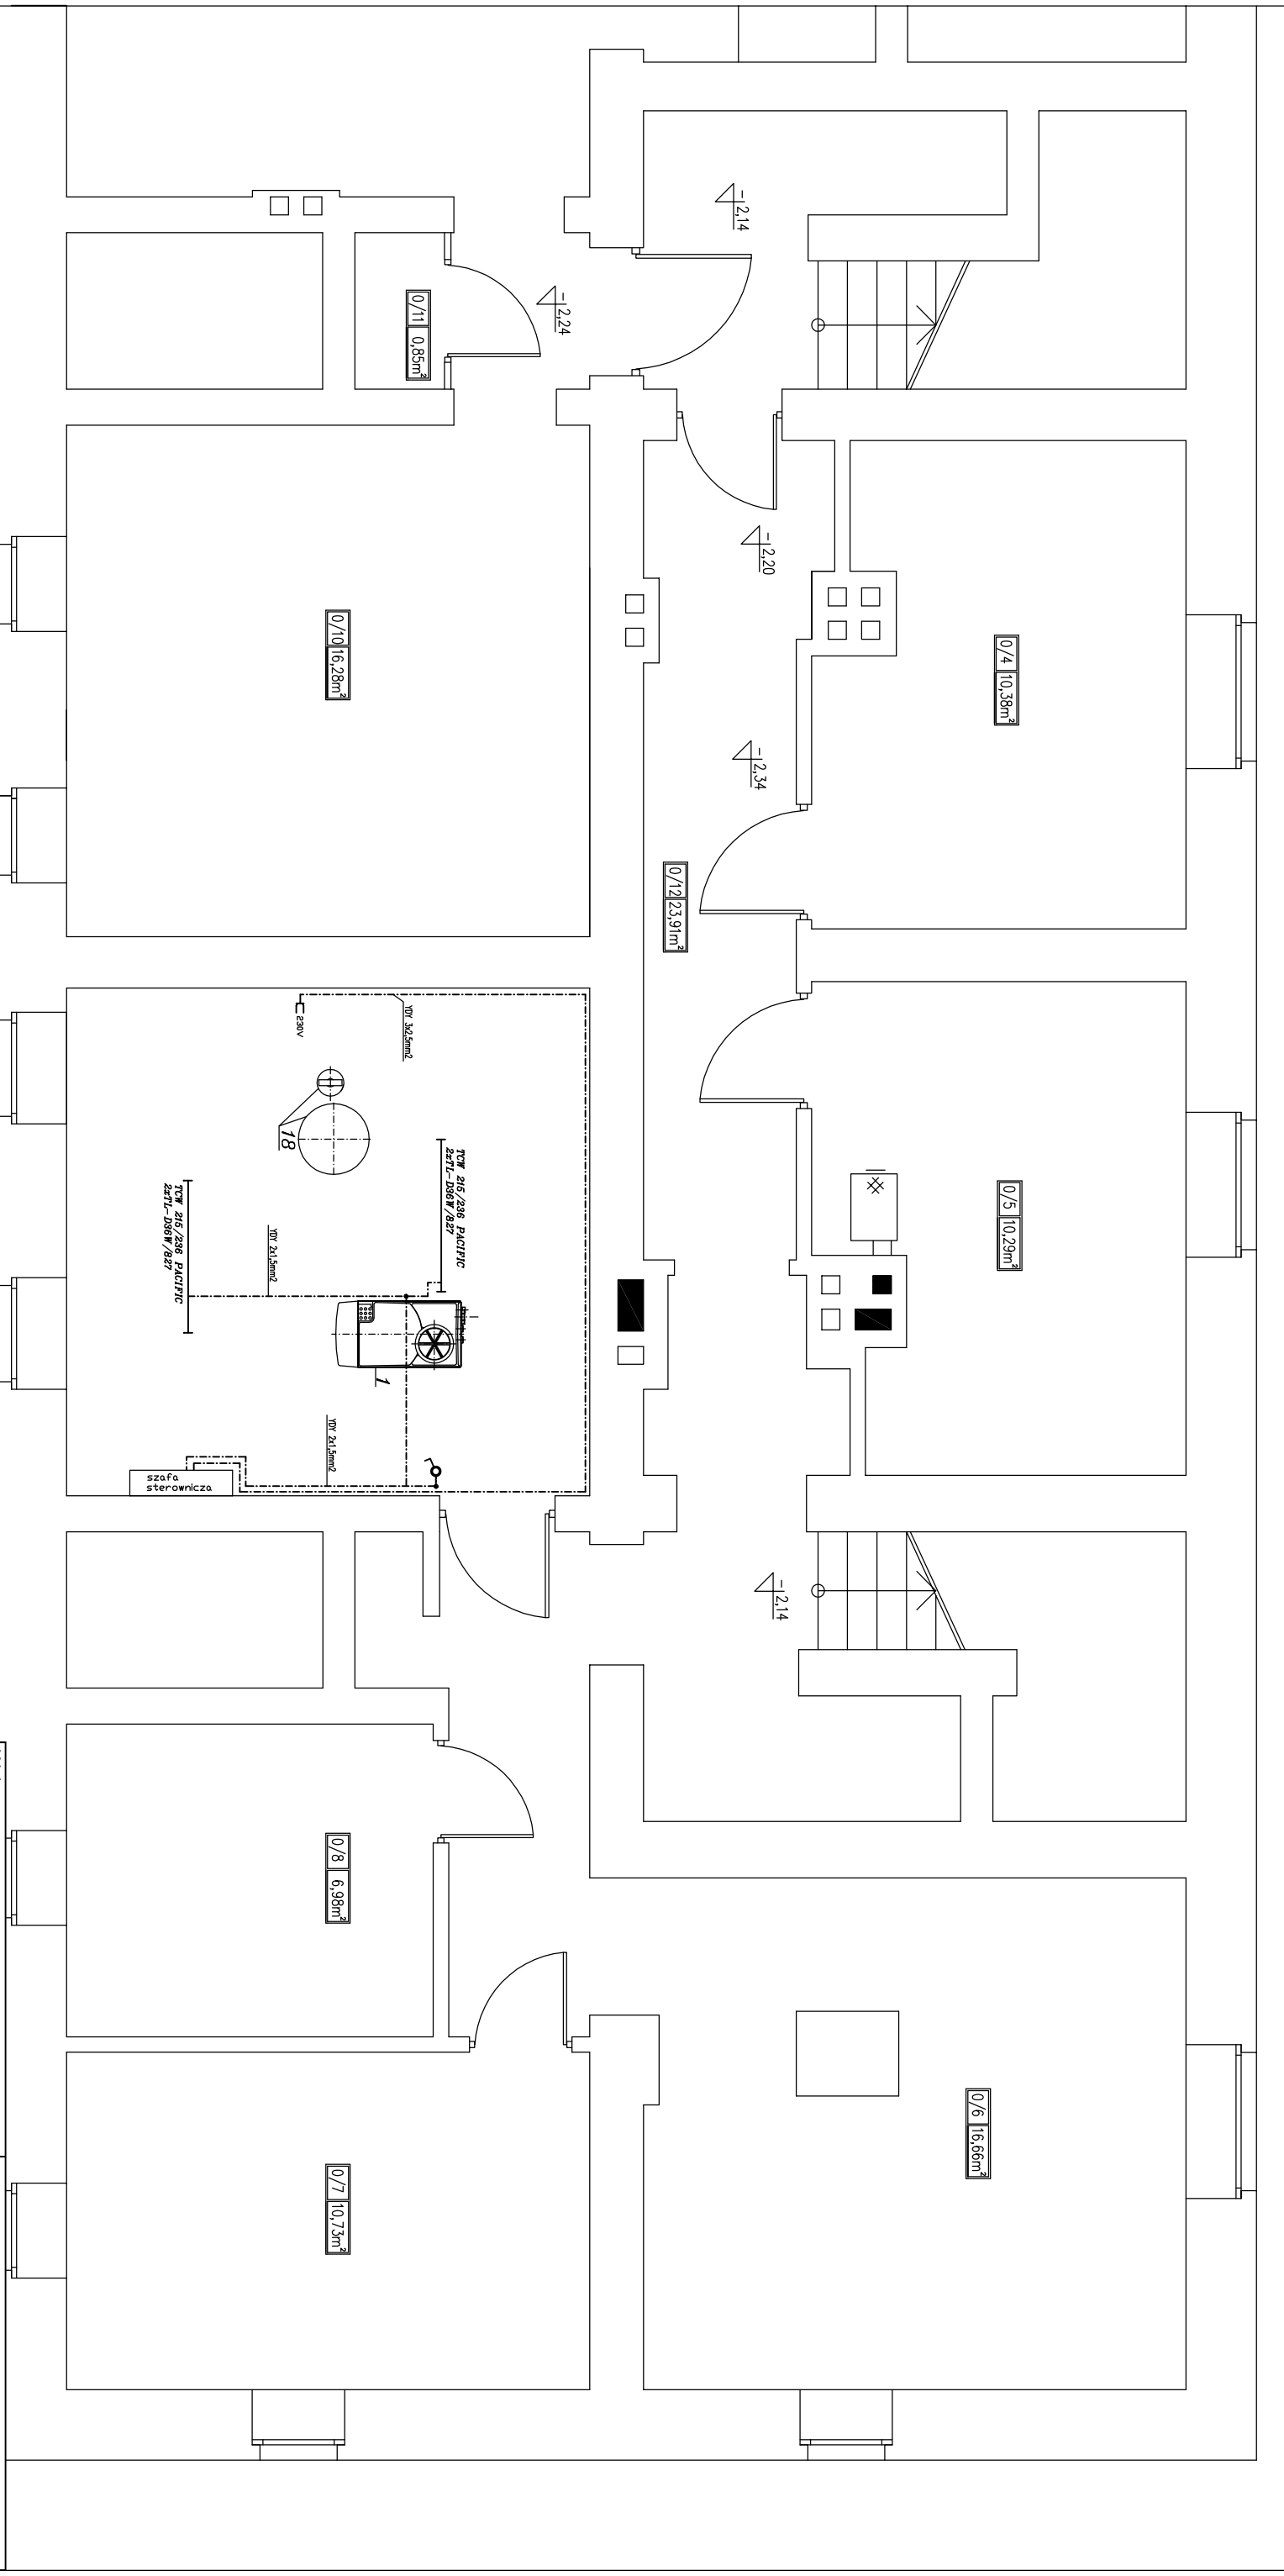 -2,14
-2,24
0/11 0,85m²
-2,20
0/10 16,28m²
0/4 10,38m²
-2,34
0/12 23,91m²
YDY 3x2,5mm2
230V
18
TCW 215/236 PACIFIC
2xTL-D36W/827
TCW 215/236 PACIFIC
2xTL-D36W/827
YDY 2x1,5mm2
0/5 10,29m²
1
YDY 2x1,5mm2
szafa
sterownicza
-2,14
0/8 6,98m²
0/6 16,66m²
0/7 10,73m²